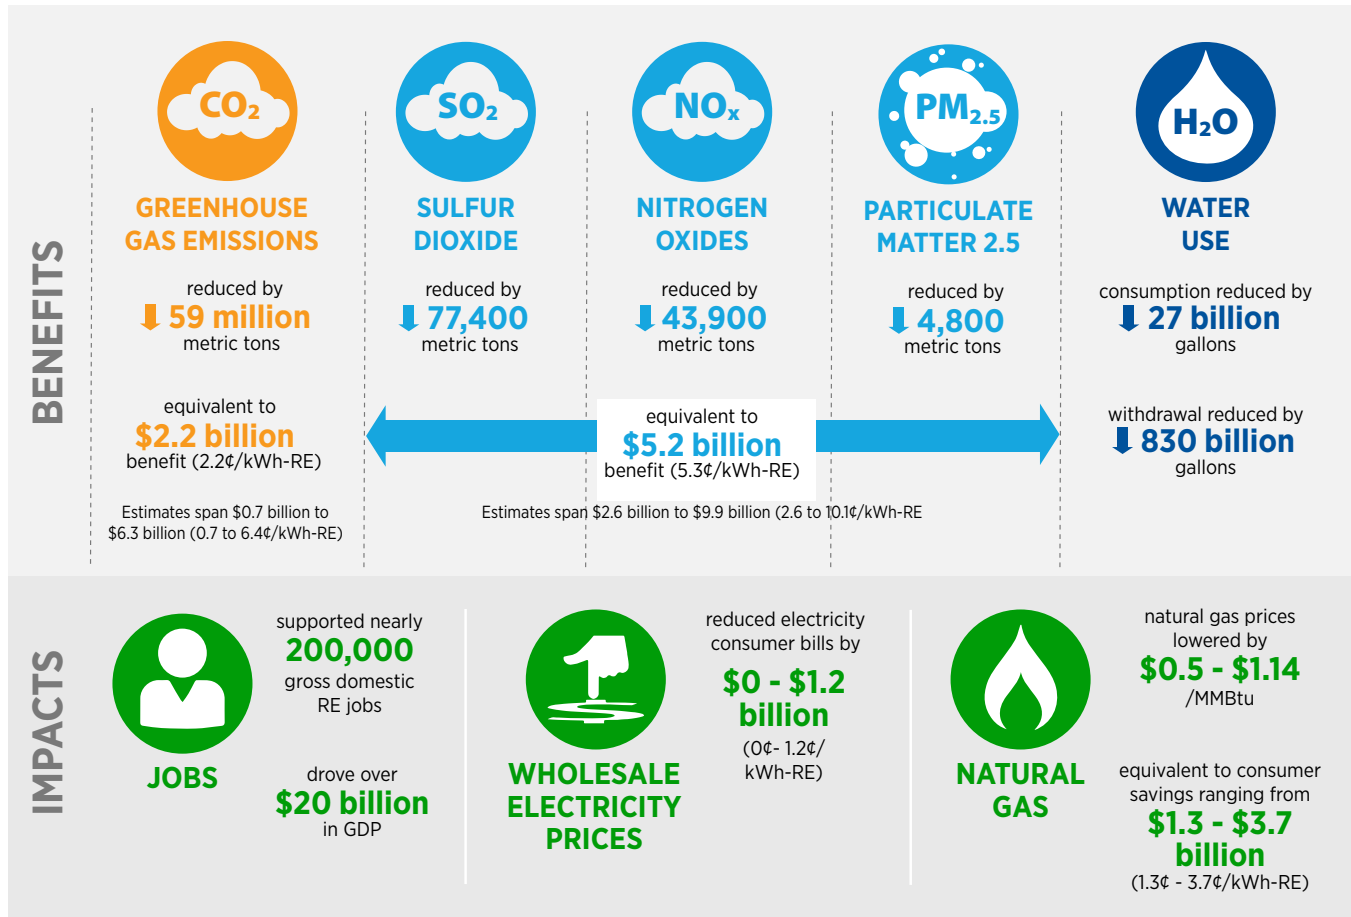 BENEFITS
CO₂
GREENHOUSE
GAS EMISSIONS
reduced by
59 million
metric tons
equivalent to
$2.2 billion
benefit (2.2¢/kWh-RE)
Estimates span $0.7 billion to
$6.3 billion (0.7 to 6.4¢/kWh-RE)
SO₂
SULFUR
DIOXIDE
reduced by
77,400
metric tons
NOₓ
NITROGEN
OXIDES
reduced by
43,900
metric tons
PM₂.₅
PARTICULATE
MATTER 2.5
reduced by
4,800
metric tons
equivalent to
$5.2 billion
benefit (5.3¢/kWh-RE)
Estimates span $2.6 billion to $9.9 billion (2.6 to 10.1¢/kWh-RE
H₂O
WATER
USE
consumption reduced by
27 billion
gallons
withdrawal reduced by
830 billion
gallons
IMPACTS
JOBS
supported nearly
200,000
gross domestic
RE jobs
drove over
$20 billion
in GDP
WHOLESALE
ELECTRICITY
PRICES
reduced electricity
consumer bills by
$0 - $1.2
billion
(0¢- 1.2¢/
kWh-RE)
NATURAL
GAS
natural gas prices
lowered by
$0.5 - $1.14
/MMBtu
equivalent to consumer
savings ranging from
$1.3 - $3.7
billion
(1.3¢ - 3.7¢/kWh-RE)